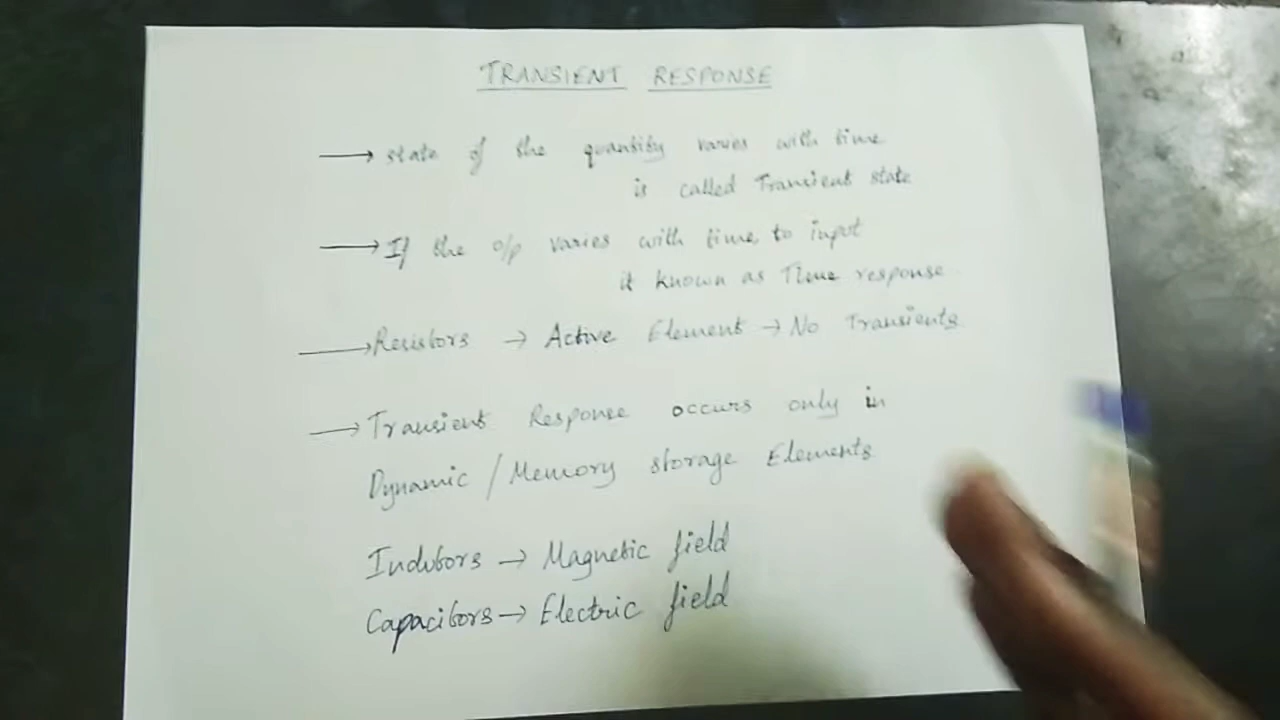 TRANSIENT RESPONSE
→ state of the quantity varies with time
is called Transient state
→ If the o/p varies with time to input
it known as Time response
→ Resistors → Active Element → No Transients
→ Transient Response occurs only in
Dynamic / Memory storage Elements
Indutors → Magnetic field
Capacitors → Electric field